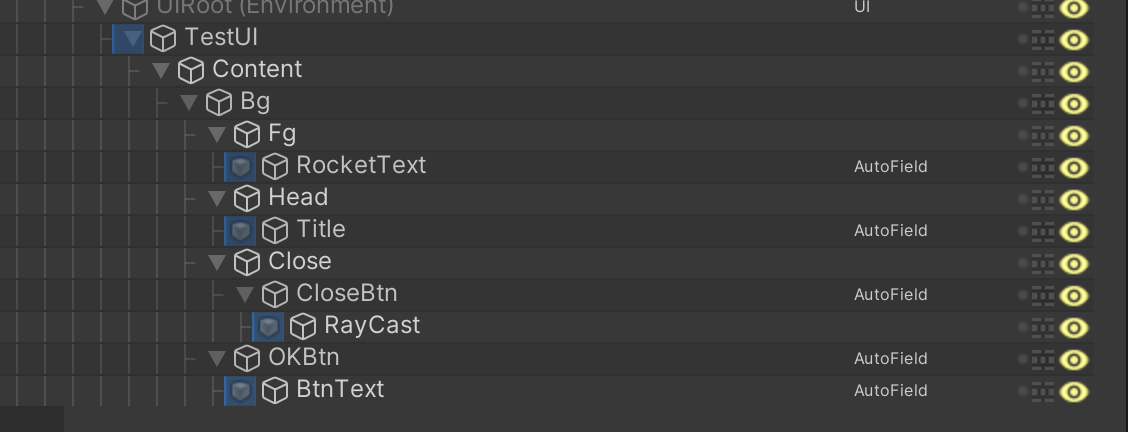 UIRoot (Environment) UI
TestUI
Content
Bg
Fg
RocketText AutoField
Head
Title AutoField
Close
CloseBtn AutoField
RayCast
OKBtn AutoField
BtnText AutoField